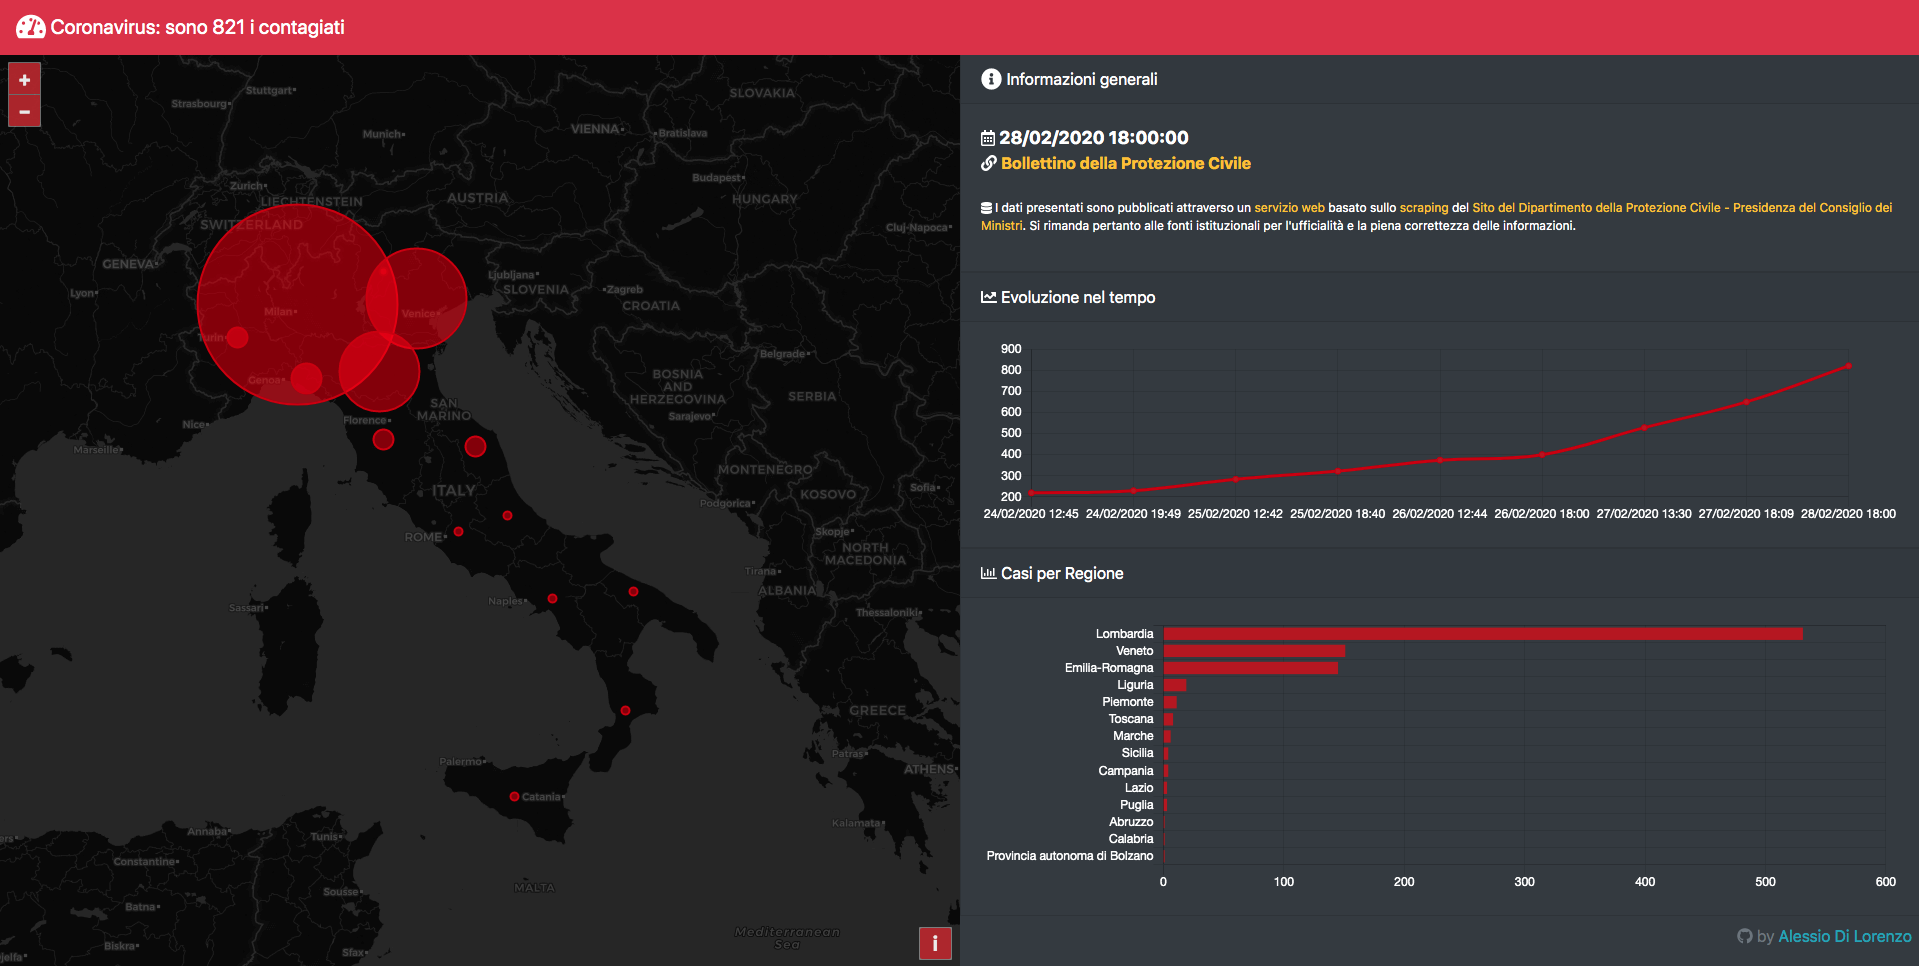 Coronavirus: sono 821 i contagiati
+
−
Stuttgart
Strasbourg
SLOVAKIA
Munich
VIENNA
Bratislava
Zurich
LIECHTENSTEIN
AUSTRIA
Budapest
HUNGARY
SWITZERLAND
Cluj-Napoca
GENEVA
Ljubljana
SLOVENIA
Zagreb
CROATIA
Lyon
Milan
Venice
Turin
Belgrade
Genoa
BOSNIA
AND
HERZEGOVINA
SAN
MARINO
SERBIA
Nice
Florence
Sarajevo
Marseille
MONTENEGRO
ITALY
KOSOVO
Sofia
Podgorica
ROME
Skopje
NORTH
MACEDONIA
Tirana
ALBANIA
Naples
Sassari
Thessaloniki
GREECE
Palermo
Patras
ATHENS
Catania
Kalamata
Annaba
Tunis
Constantine
MALTA
Sousse
Batna
Mediterranean
Sea
Biskra
Sfax
i
Informazioni generali
28/02/2020 18:00:00
Bollettino della Protezione Civile
I dati presentati sono pubblicati attraverso un servizio web basato sullo scraping del Sito del Dipartimento della Protezione Civile - Presidenza del Consiglio dei
Ministri. Si rimanda pertanto alle fonti istituzionali per l'ufficialità e la piena correttezza delle informazioni.
Evoluzione nel tempo
900
800
700
600
500
400
300
200
24/02/2020 12:45 24/02/2020 19:49 25/02/2020 12:42 25/02/2020 18:40 26/02/2020 12:44 26/02/2020 18:00 27/02/2020 13:30 27/02/2020 18:09 28/02/2020 18:00
Casi per Regione
Lombardia
Veneto
Emilia-Romagna
Liguria
Piemonte
Toscana
Marche
Sicilia
Campania
Lazio
Puglia
Abruzzo
Calabria
Provincia autonoma di Bolzano
0 100 200 300 400 500 600
by Alessio Di Lorenzo